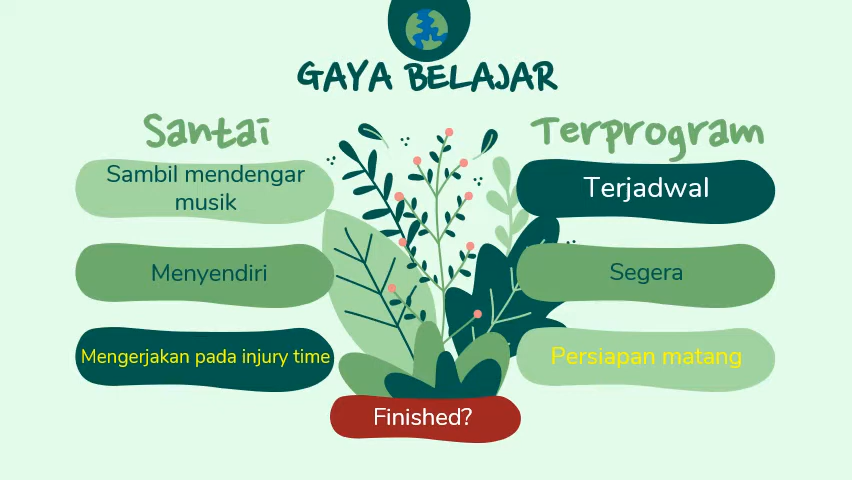 GAYA BELAJAR
Santai
Sambil mendengar
musik
Menyendiri
Mengerjakan pada injury time
Terprogram
Terjadwal
Segera
Persiapan matang
Finished?